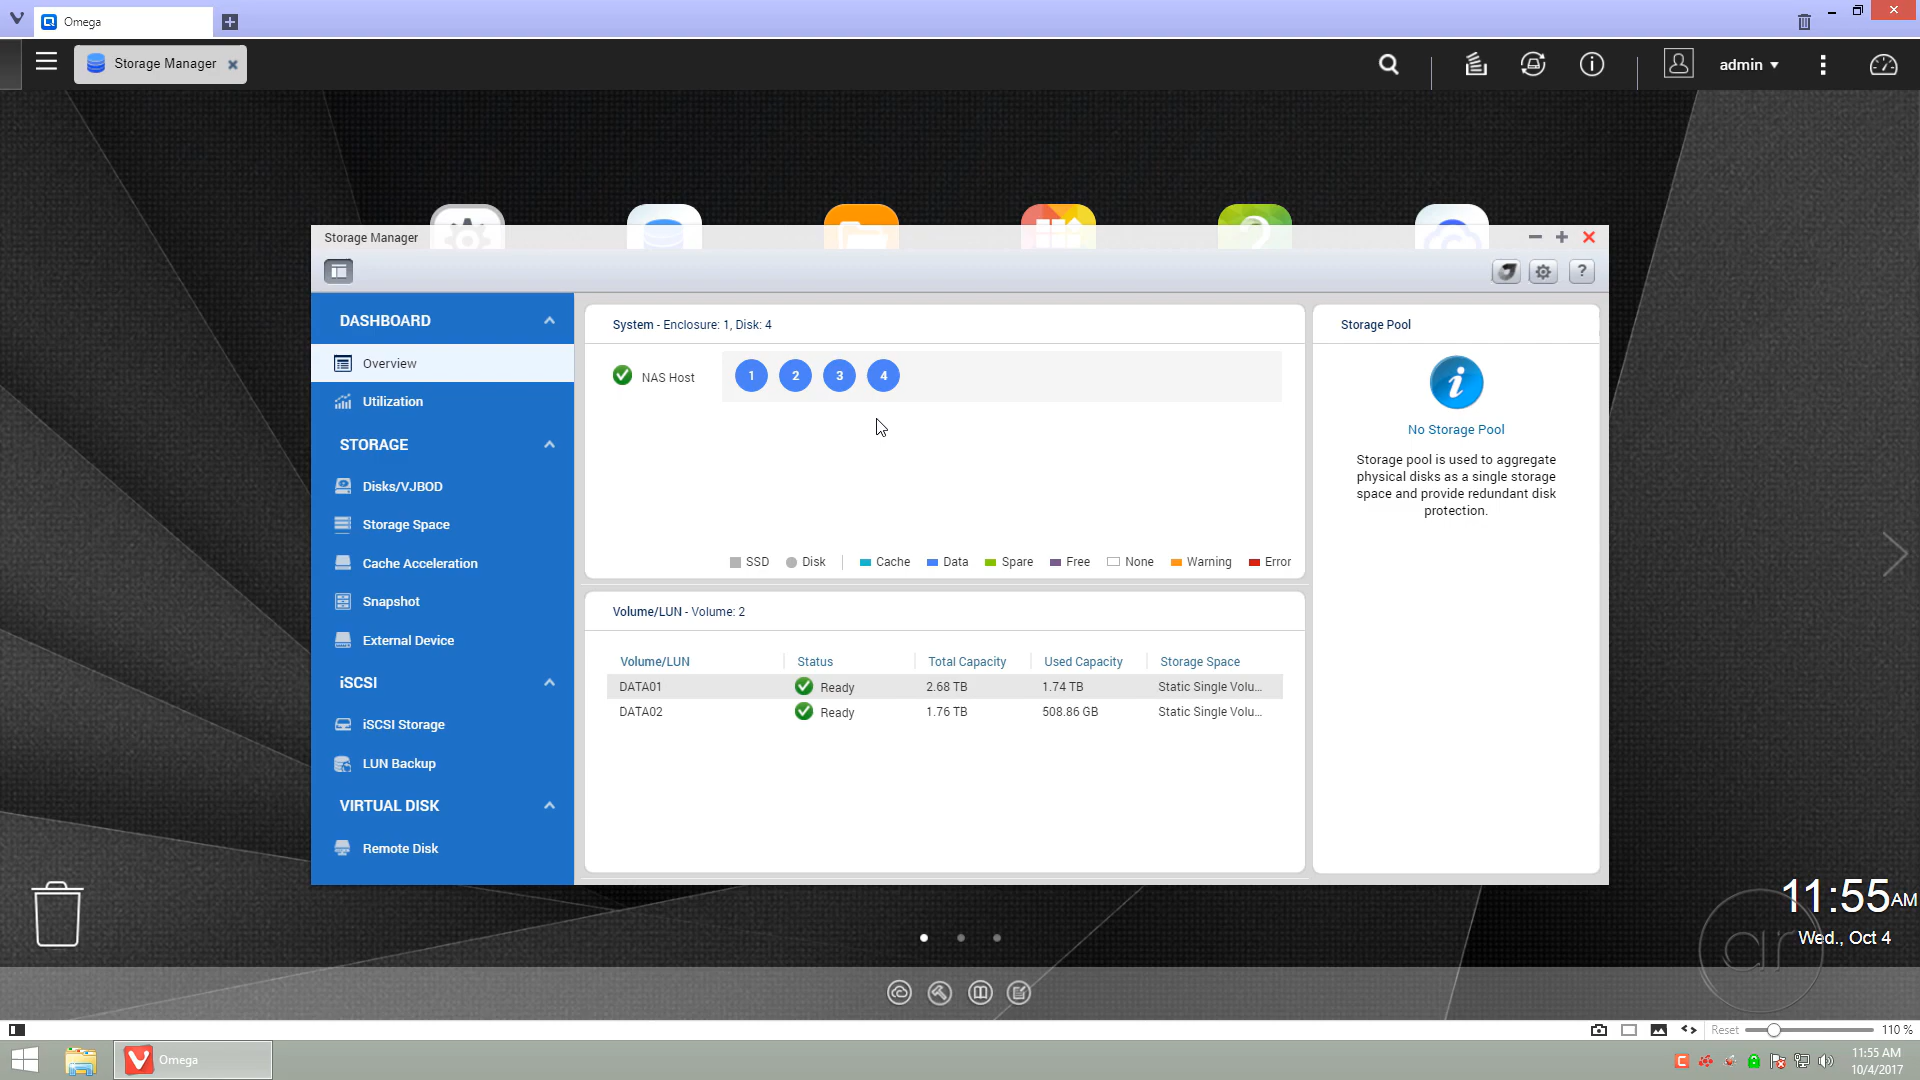 Omega
Storage Manager
admin
Storage Manager
DASHBOARD
Overview
Utilization
STORAGE
Disks/VJBOD
Storage Space
Cache Acceleration
Snapshot
External Device
iSCSI
iSCSI Storage
LUN Backup
VIRTUAL DISK
Remote Disk
System - Enclosure: 1, Disk: 4
NAS Host
1 2 3 4
SSD Disk Cache Data Spare Free None Warning Error
Volume/LUN - Volume: 2
Volume/LUN Status Total Capacity Used Capacity Storage Space
DATA01 Ready 2.68 TB 1.74 TB Static Single Volu...
DATA02 Ready 1.76 TB 508.86 GB Static Single Volu...
Storage Pool
No Storage Pool
Storage pool is used to aggregate
physical disks as a single storage
space and provide redundant disk
protection.
11:55AM
Wed., Oct 4
ar
Reset 110 %
Omega
11:55 AM
10/4/2017